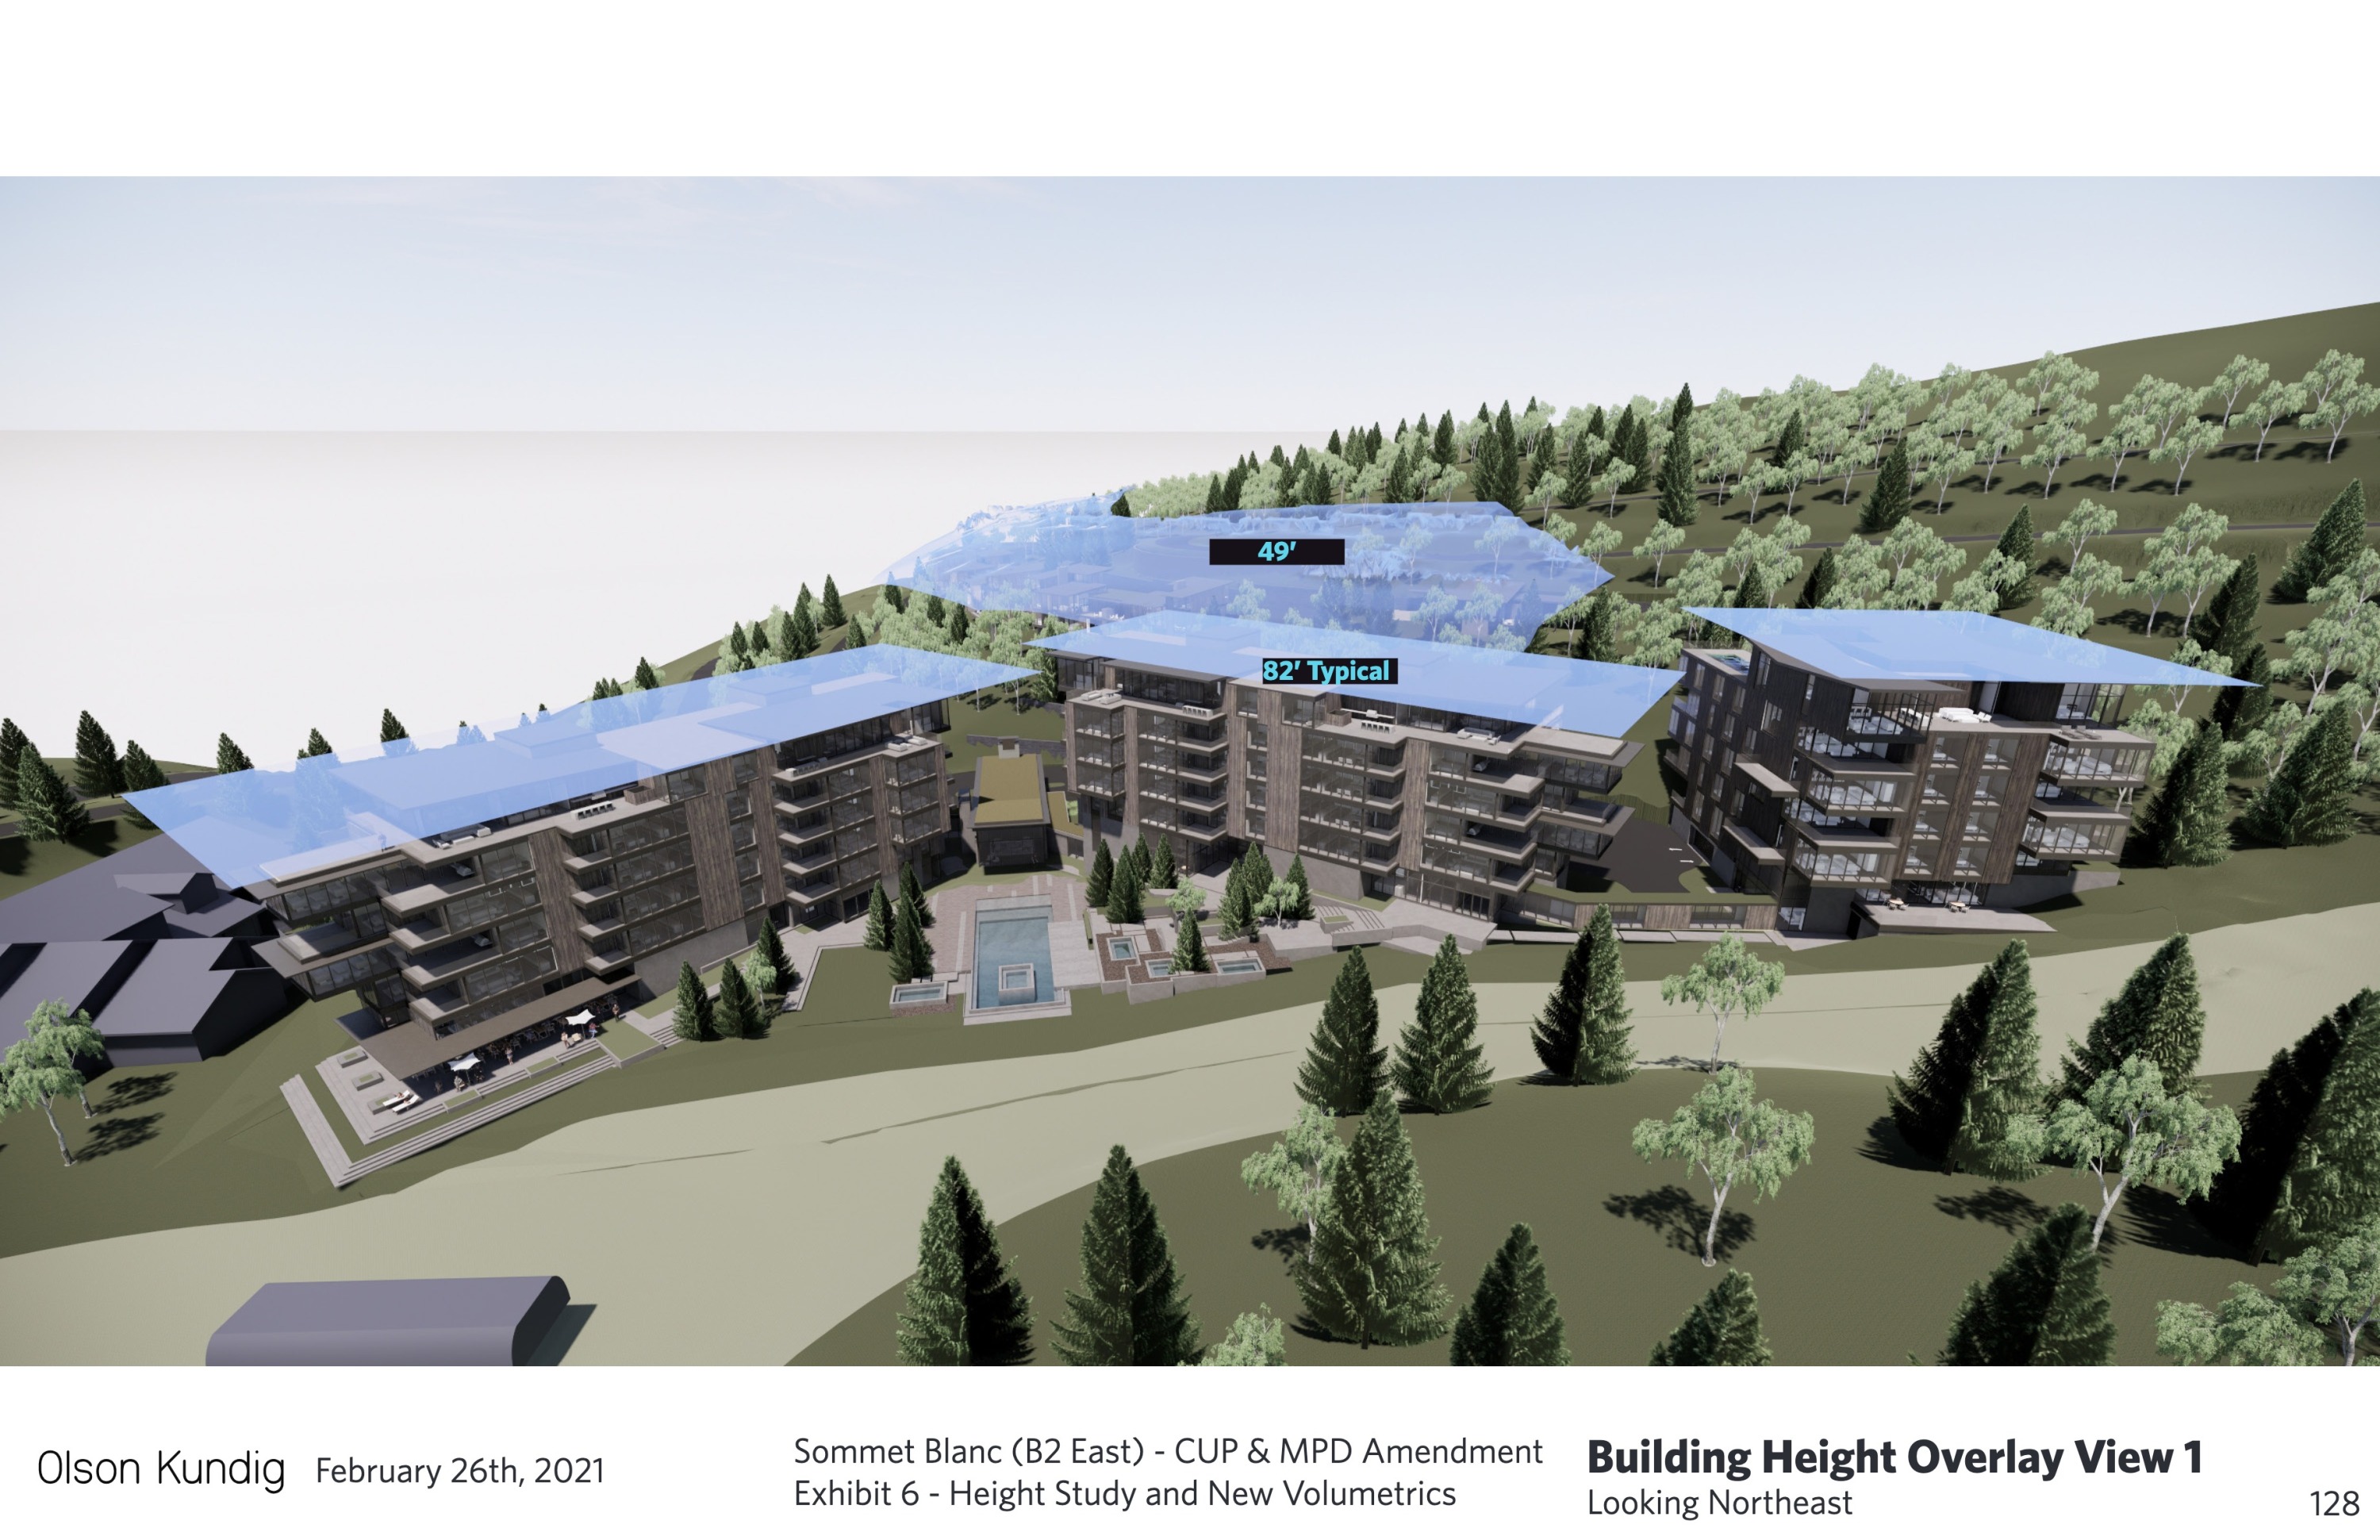 49′
82′ Typical
Olson Kundig
February 26th, 2021
Sommet Blanc (B2 East) - CUP & MPD Amendment
Exhibit 6 - Height Study and New Volumetrics
Building Height Overlay View 1
Looking Northeast
128